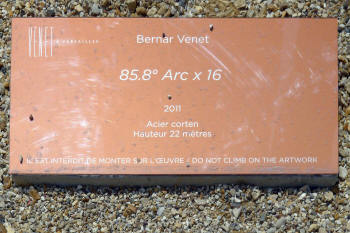 VENET
À VERSAILLES
Bernar Venet
85.8° Arc x 16
2011
Acier corten
Hauteur 22 mètres
IL EST INTERDIT DE MONTER SUR L'ŒUVRE - DO NOT CLIMB ON THE ARTWORK